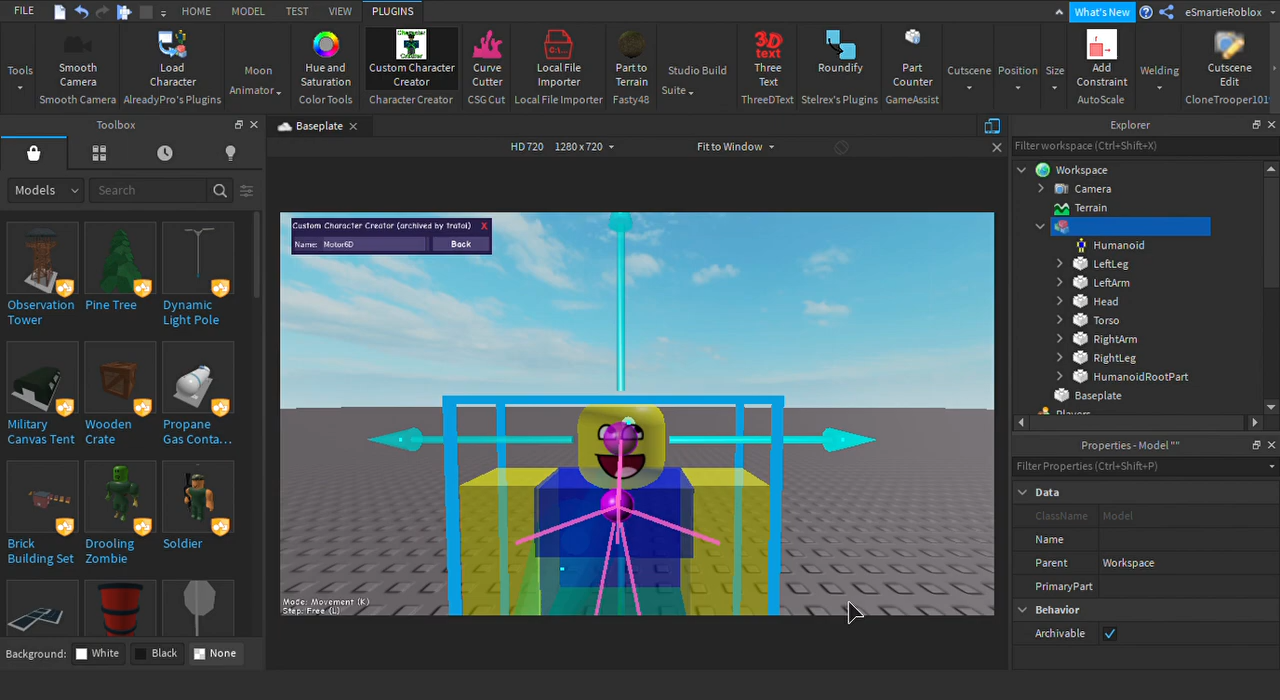 FILE
HOME
MODEL
TEST
VIEW
PLUGINS
What's New
eSmartieRoblox
Tools
Smooth
Camera
Smooth Camera
Load
Character
AlreadyPro's Plugins
Moon
Animator
Hue and
Saturation
Color Tools
Character
Creator
Custom Character
Creator
Character Creator
Curve
Cutter
CSG Cut
C:\...
Local File
Importer
Local File Importer
Part to
Terrain
Fasty48
Studio Build
Suite
3D
text
Three
Text
ThreeDText
Roundify
Stelrex's Plugins
Part
Counter
GameAssist
Cutscene
Position
Size
Add
Constraint
AutoScale
Welding
Cutscene
Edit
CloneTrooper101
Toolbox
Models
Search
Observation
Tower
Pine Tree
Dynamic
Light Pole
Military
Canvas Tent
Wooden
Crate
Propane
Gas Conta...
Brick
Building Set
Drooling
Zombie
Soldier
Background:
White
Black
None
Baseplate
HD720
1280 x 720
Fit to Window
Custom Character Creator (archived by tratal)
X
Name: Motor6D
Back
Mode: Movement (K)
Step: Free (L)
Explorer
Filter workspace (Ctrl+Shift+X)
Workspace
Camera
Terrain
Humanoid
LeftLeg
LeftArm
Head
Torso
RightArm
RightLeg
HumanoidRootPart
Baseplate
Players
Properties - Model ""
Filter Properties (Ctrl+Shift+P)
Data
ClassName Model
Name
Parent Workspace
PrimaryPart
Behavior
Archivable